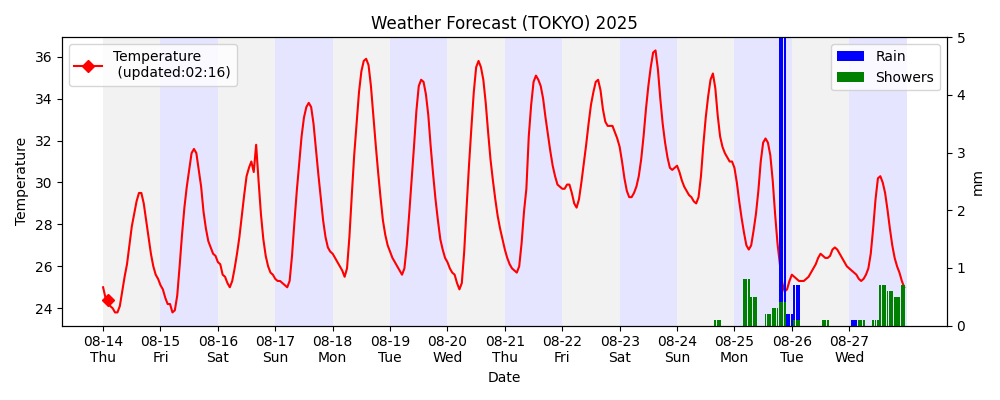 Weather Forecast (TOKYO) 2025
Temperature
(updated:02:16)
Rain
Showers
Temperature
36
34
32
30
28
26
24
5
4
3
2
1
0
mm
08-14 08-15 08-16 08-17 08-18 08-19 08-20 08-21 08-22 08-23 08-24 08-25 08-26 08-27
Thu Fri Sat Sun Mon Tue Wed Thu Fri Sat Sun Mon Tue Wed
Date